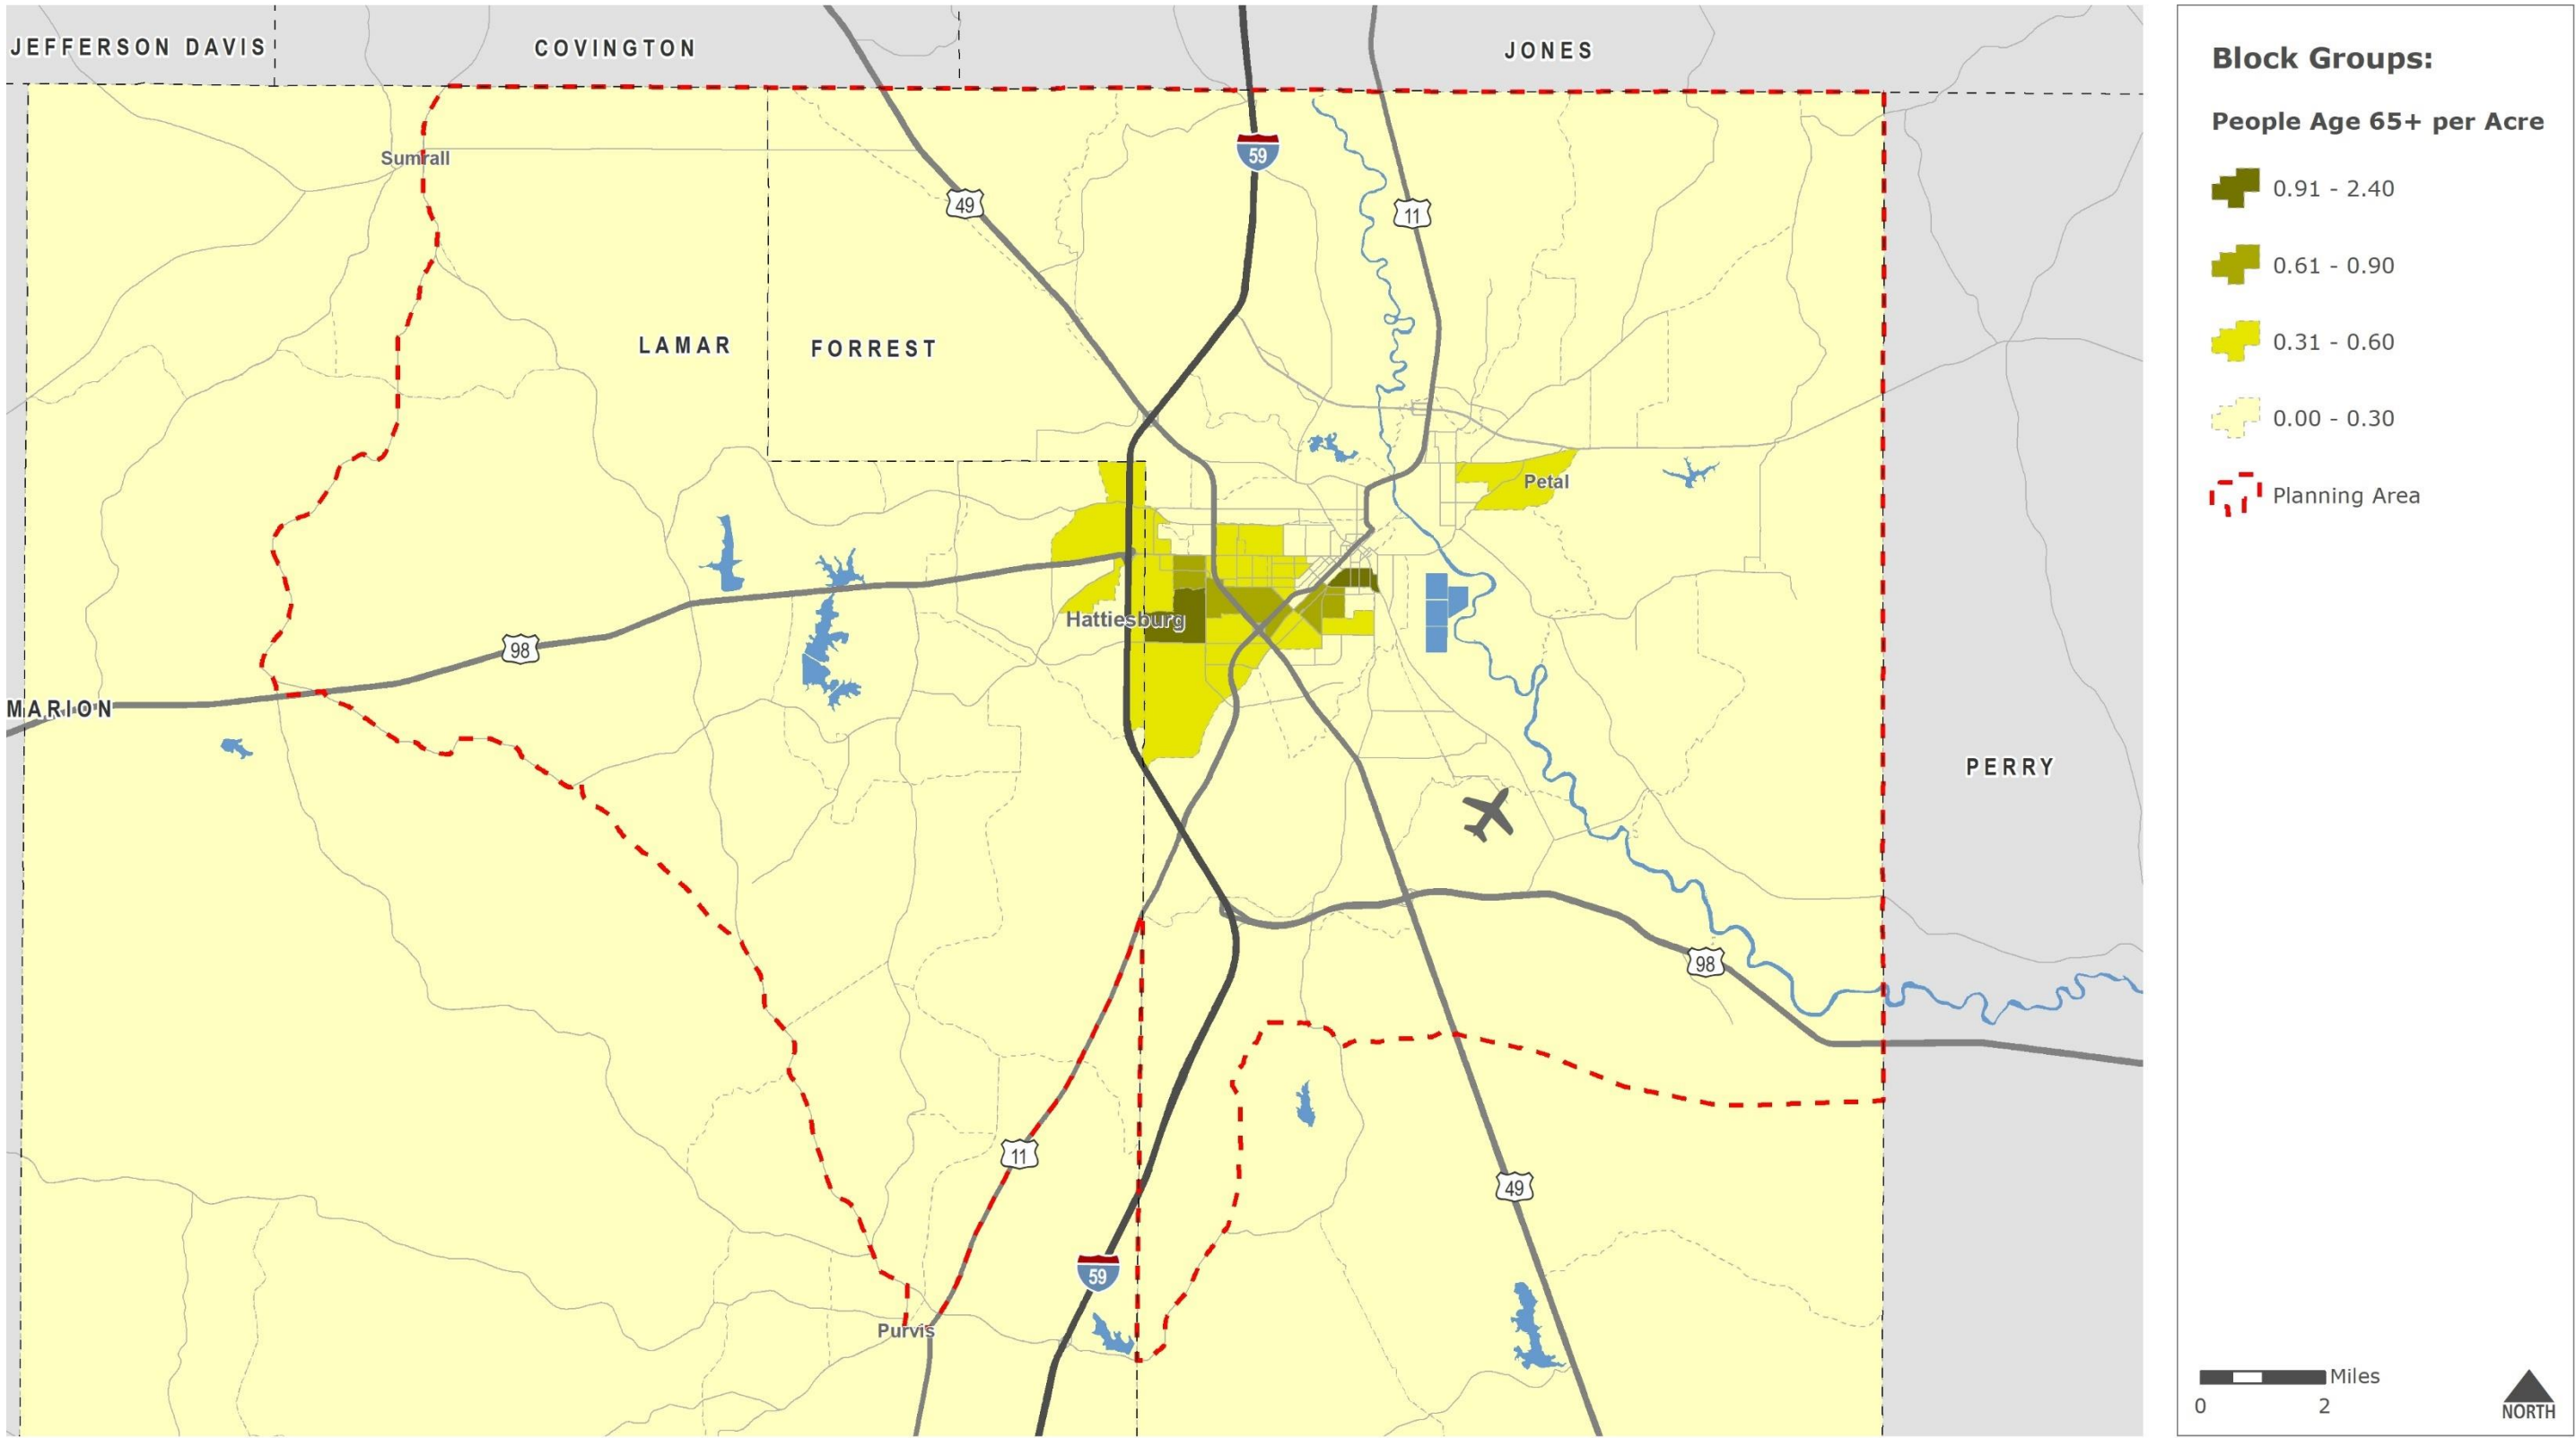 JEFFERSON DAVIS
COVINGTON
JONES
59
Sumrall
49
11
LAMAR
FORREST
Petal
Hattiesburg
98
MARION
PERRY
98
11
49
59
Purvis
Block Groups:
People Age 65+ per Acre
0.91 - 2.40
0.61 - 0.90
0.31 - 0.60
0.00 - 0.30
Planning Area
Miles
0 2
NORTH